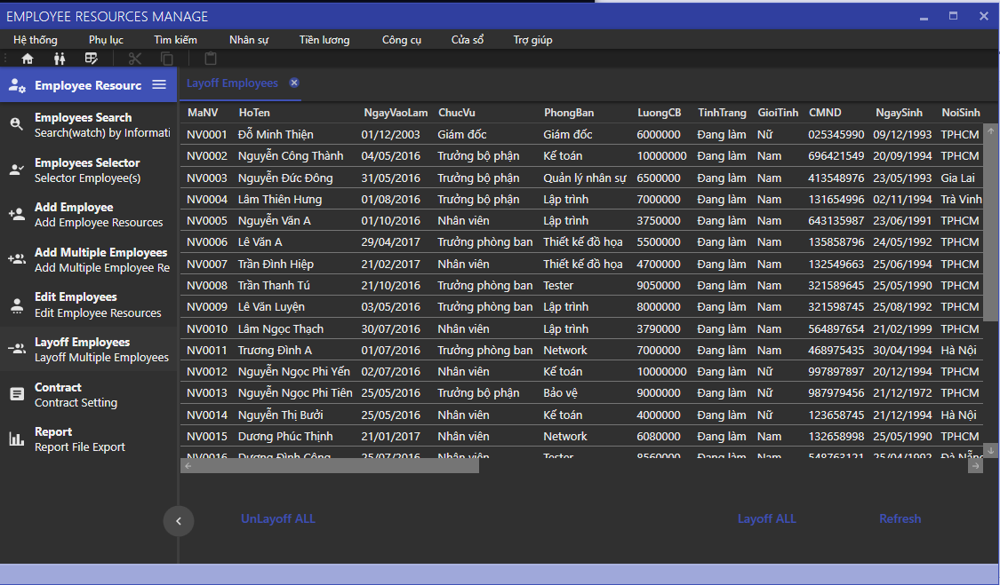 EMPLOYEE RESOURCES MANAGE
Hệ thống Phụ lục Tìm kiếm Nhân sự Tiền lương Công cụ Cửa sổ Trợ giúp
Employee Resourc
Employees Search
Search(watch) by Informati
Employees Selector
Selector Employee(s)
Add Employee
Add Employee Resources
Add Multiple Employees
Add Multiple Employee Re
Edit Employees
Edit Employee Resources
Layoff Employees
Layoff Multiple Employees
Contract
Contract Setting
Report
Report File Export
Layoff Employees
MaNV HoTen NgayVaoLam ChucVu PhongBan LuongCB TinhTrang GioiTinh CMND NgaySinh NoiSinh
NV0001 Đỗ Minh Thiện 01/12/2003 Giám đốc Giám đốc 6000000 Đang làm Nữ 025345990 09/12/1993 TPHCM
NV0002 Nguyễn Công Thành 04/05/2016 Trưởng bộ phận Kế toán 10000000 Đang làm Nam 696421549 20/09/1994 TPHCM
NV0003 Nguyễn Đức Đông 31/05/2016 Trưởng bộ phận Quản lý nhân sự 6500000 Đang làm Nam 413548976 23/05/1993 Gia Lai
NV0004 Lâm Thiên Hưng 01/08/2016 Trưởng bộ phận Lập trình 7000000 Đang làm Nam 131654996 02/11/1994 Trà Vinh
NV0005 Nguyễn Văn A 01/10/2016 Nhân viên Lập trình 3750000 Đang làm Nam 643135987 23/06/1991 TPHCM
NV0006 Lê Văn A 29/04/2017 Trưởng phòng ban Thiết kế đồ họa 5500000 Đang làm Nam 135858796 24/05/1992 TPHCM
NV0007 Trần Đình Hiệp 21/02/2017 Nhân viên Thiết kế đồ họa 4700000 Đang làm Nam 132549663 25/06/1994 TPHCM
NV0008 Trần Thanh Tú 21/10/2016 Trưởng phòng ban Tester 9050000 Đang làm Nam 321589645 25/05/1990 TPHCM
NV0009 Lê Văn Luyện 03/05/2016 Trưởng phòng ban Lập trình 8000000 Đang làm Nam 321598745 25/08/1992 TPHCM
NV0010 Lâm Ngọc Thạch 30/07/2016 Nhân viên Lập trình 3790000 Đang làm Nam 564897654 21/02/1999 TPHCM
NV0011 Trương Đình A 01/07/2016 Trưởng phòng ban Network 7000000 Đang làm Nam 468975435 30/04/1994 Hà Nội
NV0012 Nguyễn Ngọc Phi Yến 02/07/2016 Nhân viên Kế toán 10000000 Đang làm Nữ 997897897 20/12/1994 TPHCM
NV0013 Nguyễn Ngọc Phi Tiên 25/05/2016 Trưởng bộ phận Bảo vệ 9000000 Đang làm Nữ 987979456 21/12/1972 TPHCM
NV0014 Nguyễn Thị Bưởi 25/05/2016 Nhân viên Kế toán 4000000 Đang làm Nữ 123658745 21/12/1994 Hà Nội
NV0015 Dương Phúc Thịnh 21/01/2017 Nhân viên Network 6080000 Đang làm Nam 132658998 25/05/1990 TPHCM
NV0016 Dương Đình Công 25/07/2016 Nhân viên Tester 8560000 Đang làm Nam 548763121 25/04/1992 Đà Nẵng
UnLayoff ALL Layoff ALL Refresh